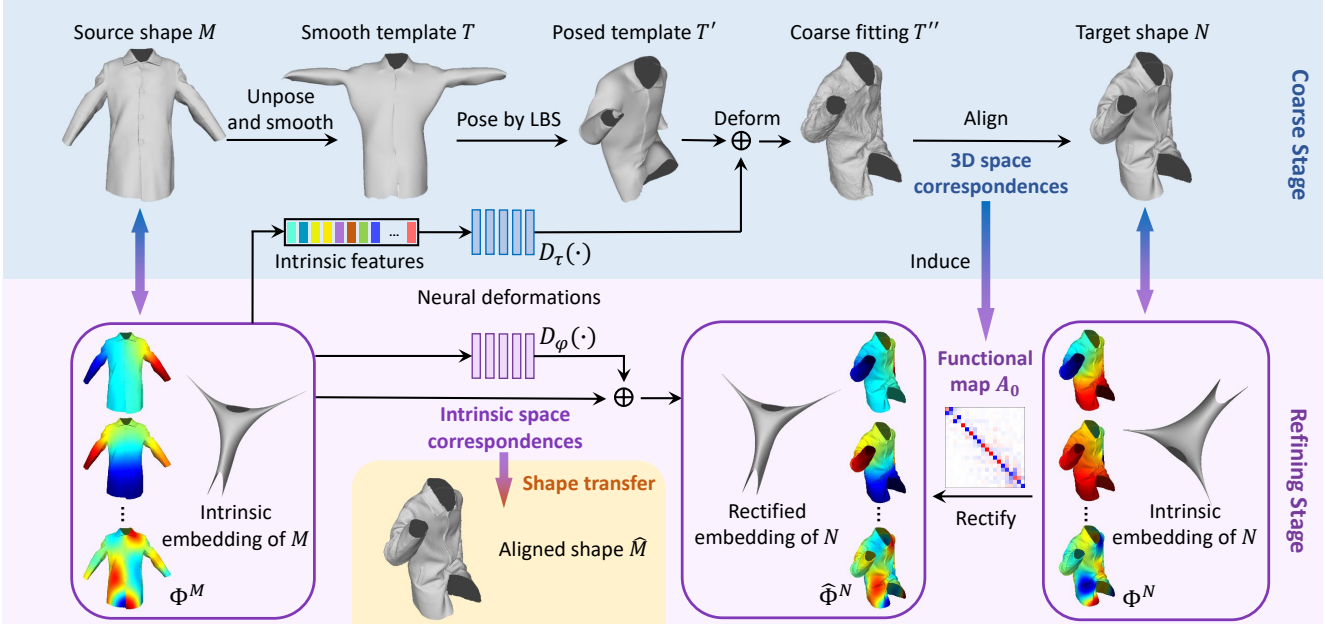 Source shape M
Smooth template T
Posed template T′
Coarse fitting T′′
Target shape N
Unpose
and smooth
Pose by LBS
Deform
Align
3D space
correspondences
Coarse Stage
...
Intrinsic features
D_τ(·)
Induce
Neural deformations
D_φ(·)
Functional
map A₀
Intrinsic space
correspondences
Shape transfer
Refining Stage
Intrinsic
embedding of M
Aligned shape M̂
Rectified
embedding of N
Rectify
Intrinsic
embedding of N
Φ^M
Φ̂^N
Φ^N